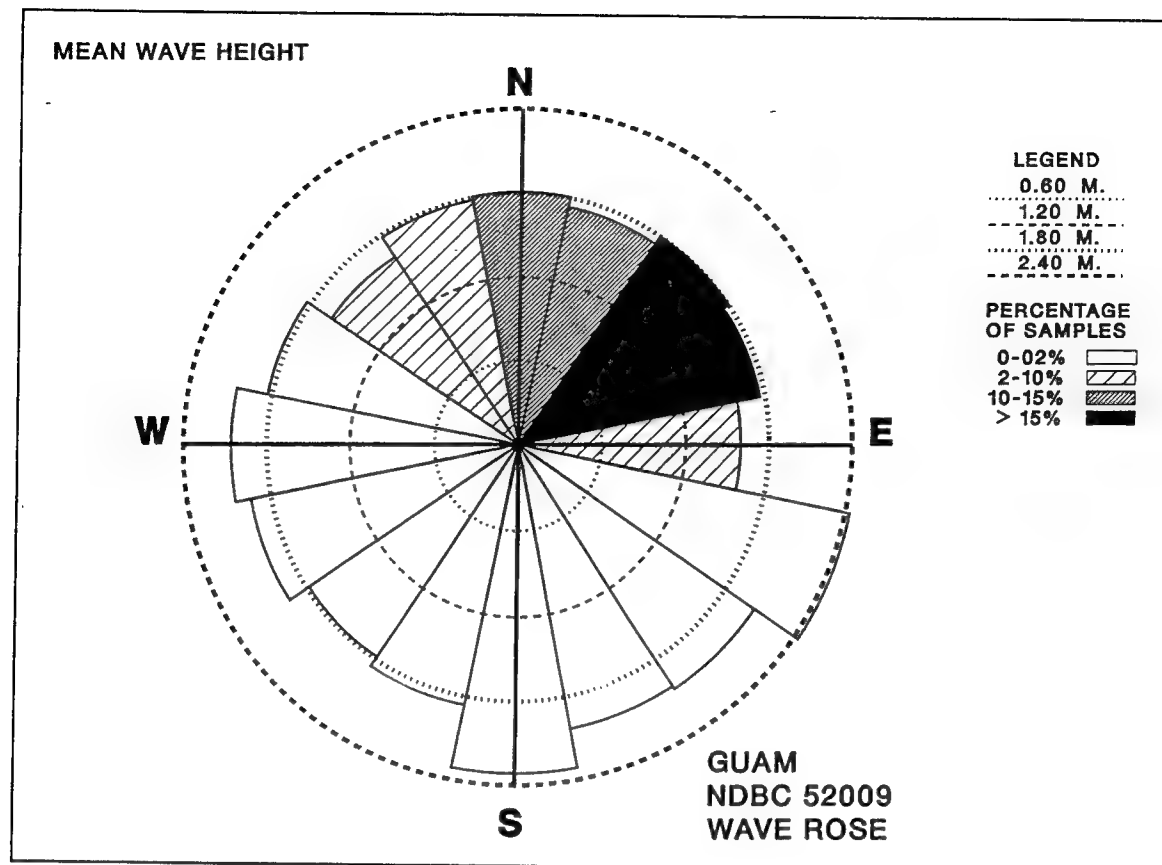 MEAN WAVE HEIGHT
N
W
E
S
LEGEND
0.60 M.
1.20 M.
1.80 M.
2.40 M.
PERCENTAGE
OF SAMPLES
0-02%
2-10%
10-15%
> 15%
GUAM
NDBC 52009
WAVE ROSE